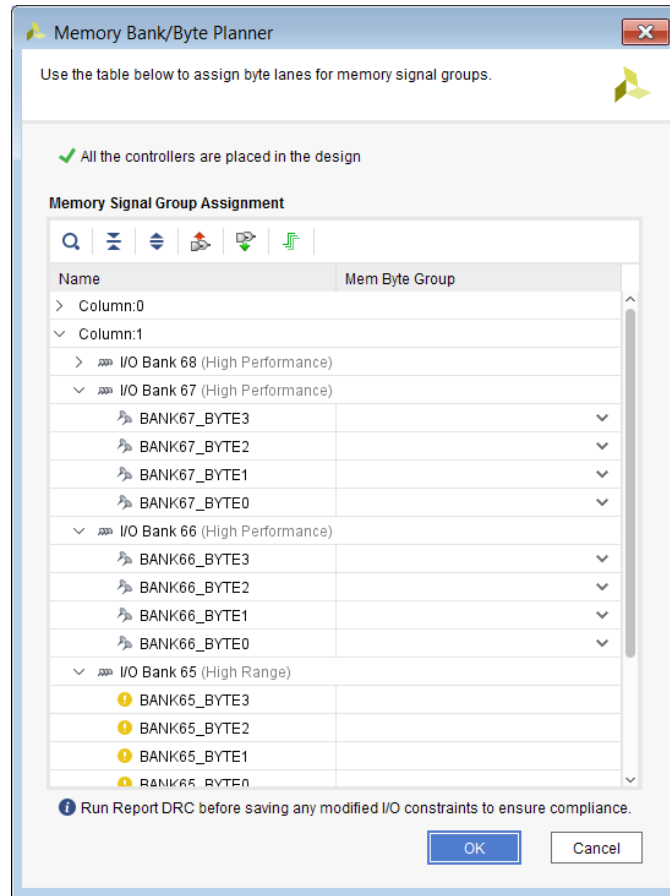 Memory Bank/Byte Planner
Use the table below to assign byte lanes for memory signal groups.
All the controllers are placed in the design
Memory Signal Group Assignment
Name Mem Byte Group
Column:0
Column:1
I/O Bank 68 (High Performance)
I/O Bank 67 (High Performance)
BANK67_BYTE3
BANK67_BYTE2
BANK67_BYTE1
BANK67_BYTE0
I/O Bank 66 (High Performance)
BANK66_BYTE3
BANK66_BYTE2
BANK66_BYTE1
BANK66_BYTE0
I/O Bank 65 (High Range)
BANK65_BYTE3
BANK65_BYTE2
BANK65_BYTE1
BANK65_BYTE0
Run Report DRC before saving any modified I/O constraints to ensure compliance.
OK Cancel